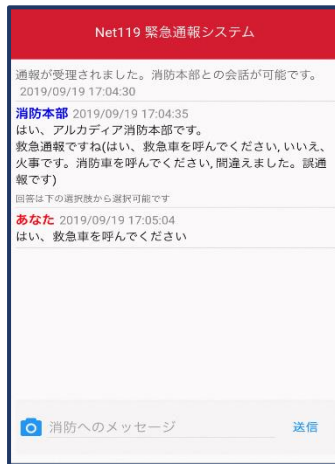 Net119 緊急通報システム
通報が受理されました。消防本部との会話が可能です。
2019/09/19 17:04:30
消防本部 2019/09/19 17:04:35
はい、アルカディア消防本部です。
救急通報ですね(はい、救急車を呼んでください, いいえ、
火事です。消防車を呼んでください, 間違えました。誤通
報です)
回答は下の選択肢から選択可能です
あなた 2019/09/19 17:05:04
はい、救急車を呼んでください
消防へのメッセージ 送信